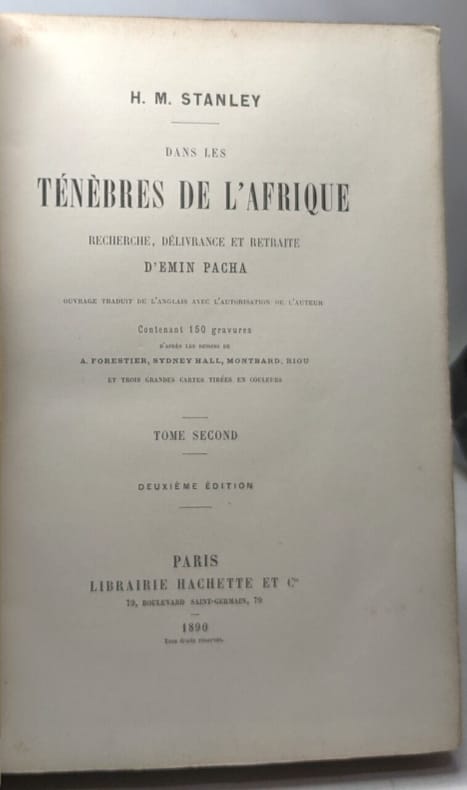 H. M. STANLEY
DANS LES
TÉNÈBRES DE L'AFRIQUE
RECHERCHE, DÉLIVRANCE ET RETRAITE
D'EMIN PACHA
OUVRAGE TRADUIT DE L'ANGLAIS AVEC L'AUTORISATION DE L'AUTEUR
Contenant 150 gravures
D'APRÈS LES DESSINS DE
A. FORESTIER, SYDNEY HALL, MONTBARD, RIOU
ET TROIS GRANDES CARTES TIRÉES EN COULEURS
TOME SECOND
DEUXIÈME ÉDITION
PARIS
LIBRAIRIE HACHETTE ET Cie
79, BOULEVARD SAINT-GERMAIN, 79
1890
Tous droits réservés.